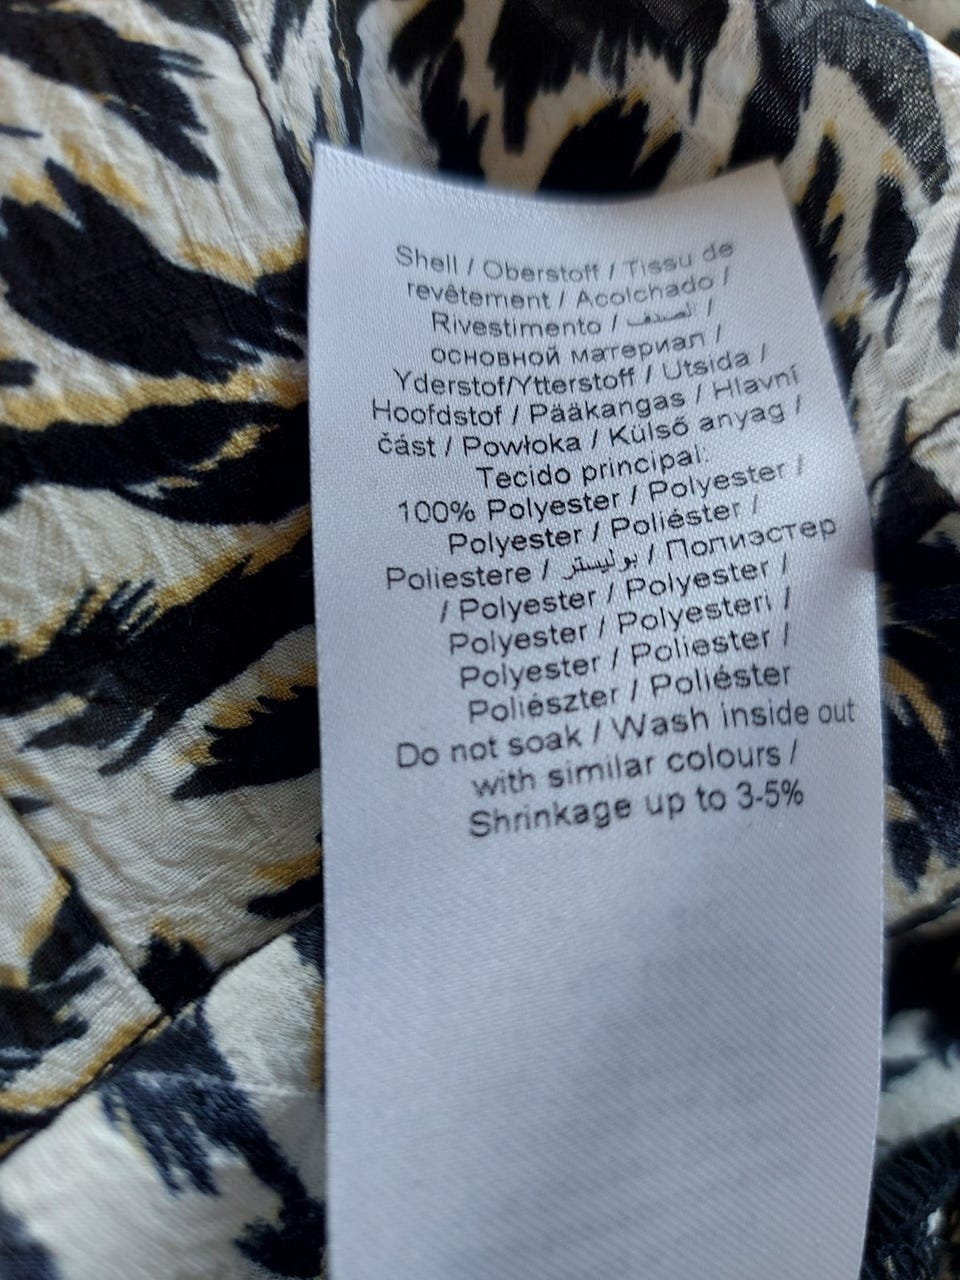 Shell / Oberstoff / Tissu de
revêtement / Acolchado /
Rivestimento / الصدف /
основной материал /
Yderstof/Ytterstoff / Utsida /
Hoofdstof / Pääkangas / Hlavní
část / Powłoka / Külső anyag /
Tecido principal:
100% Polyester / Polyester /
Polyester / Poliéster /
Poliestere / بوليستر / Полиэстер
/ Polyester / Polyester /
Polyester / Polyesteri /
Polyester / Poliester /
Poliészter / Poliéster
Do not soak / Wash inside out
with similar colours /
Shrinkage up to 3-5%